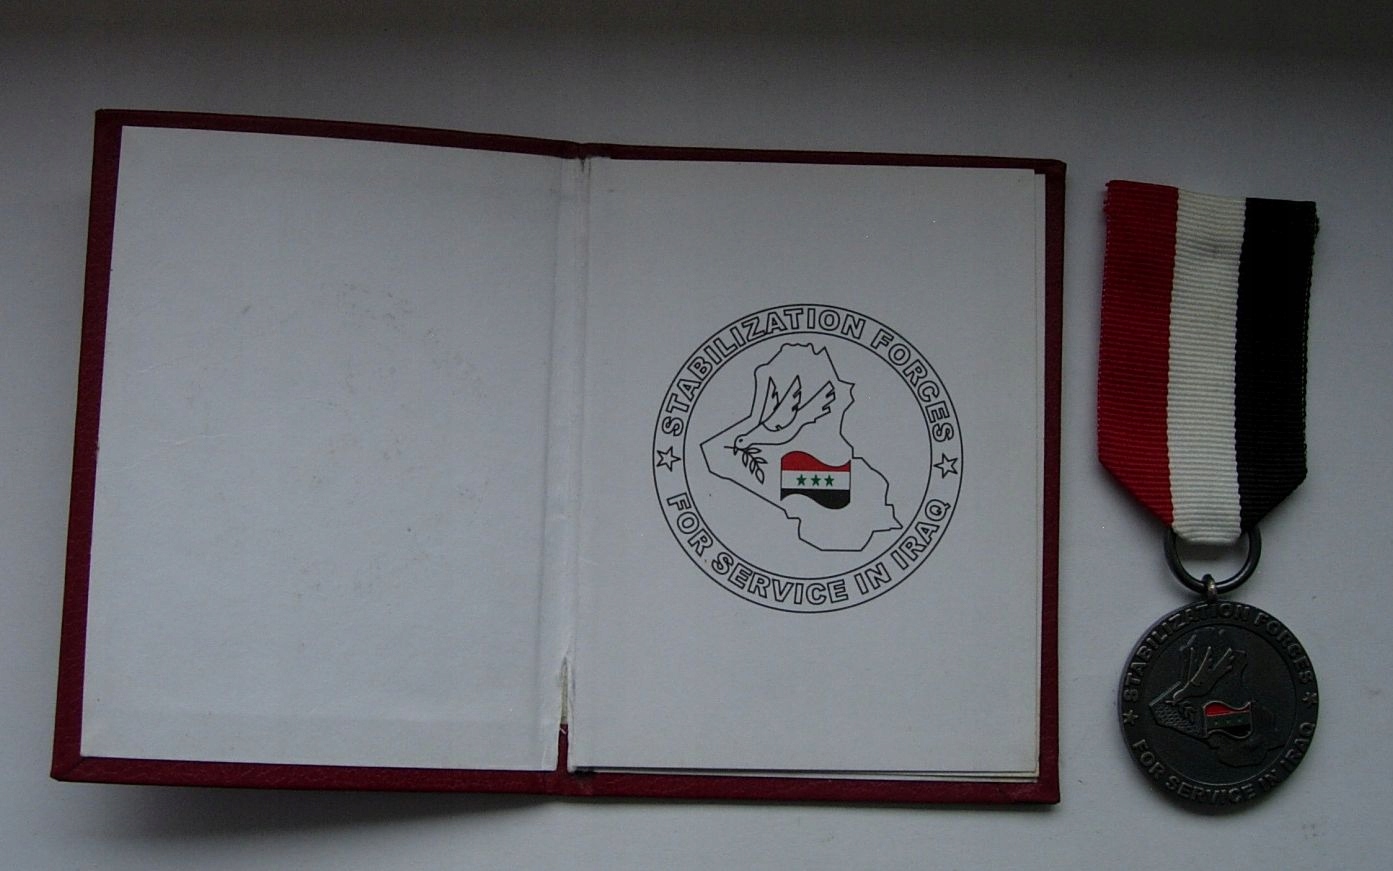 STABILIZATION FORCES
FOR SERVICE IN IRAQ
STABILIZATION FORCES
FOR SERVICE IN IRAQ